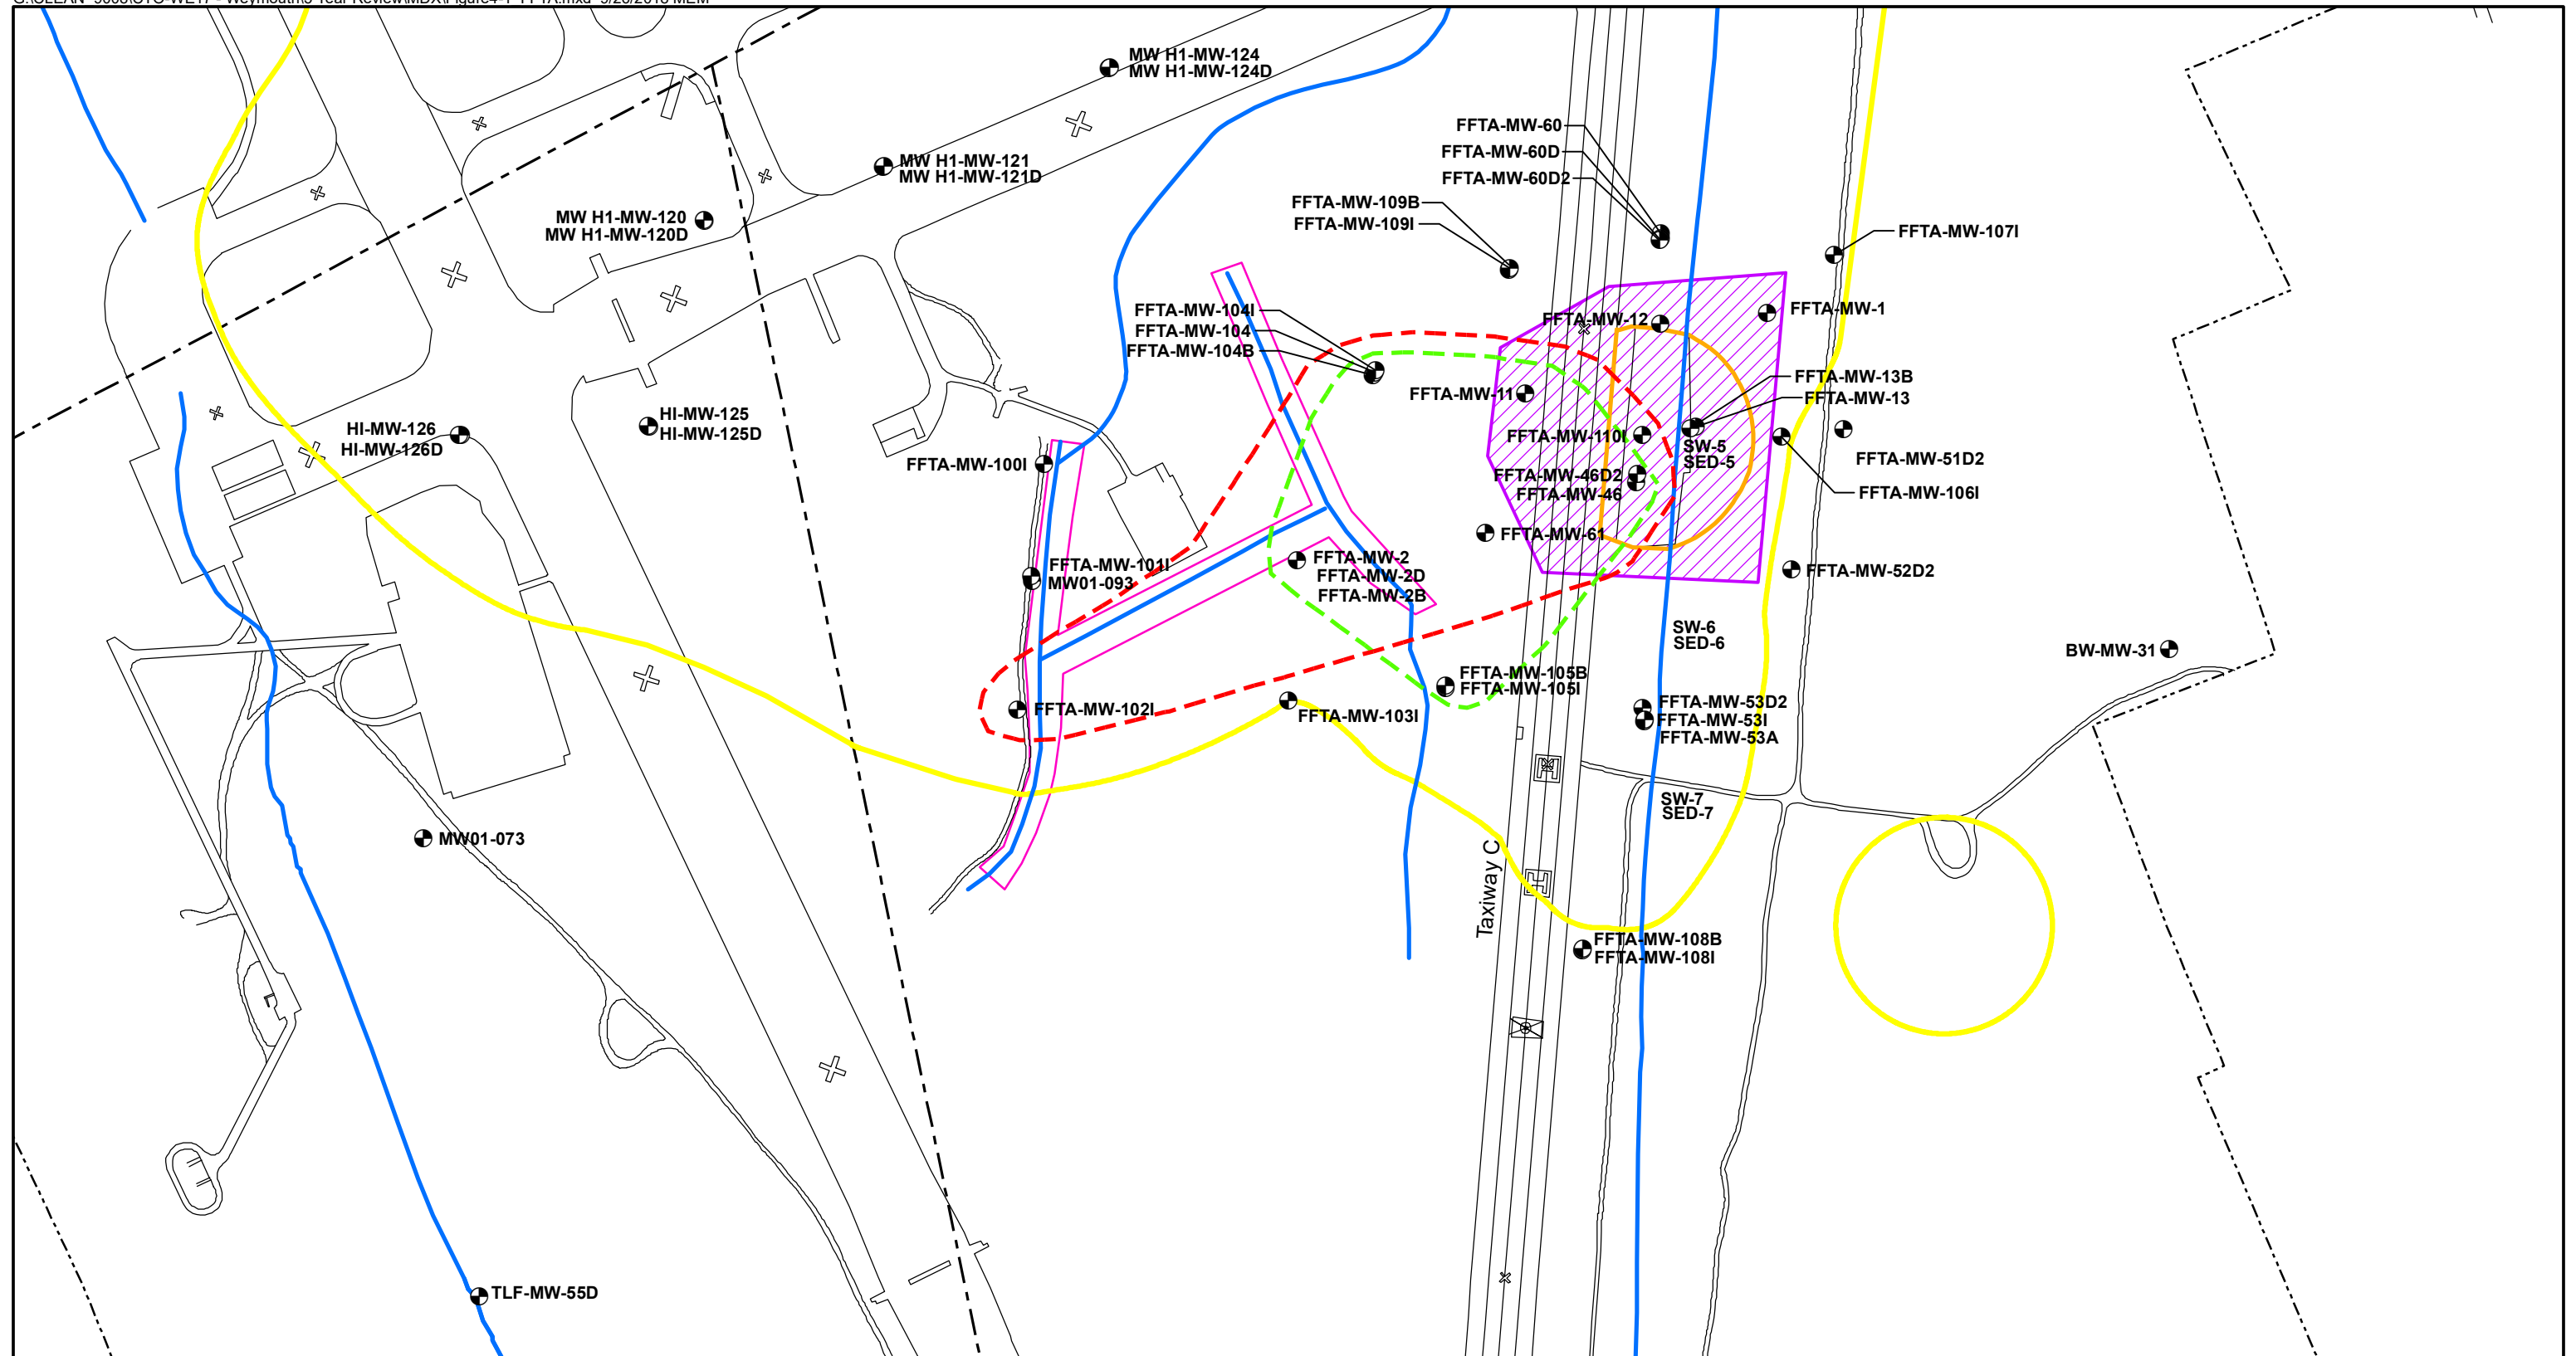 MW H1-MW-124
MW H1-MW-124D
FFTA-MW-60
FFTA-MW-60D
FFTA-MW-60D2
MW H1-MW-121
MW H1-MW-121D
FFTA-MW-109B
FFTA-MW-109I
MW H1-MW-120
MW H1-MW-120D
FFTA-MW-107I
FFTA-MW-104I
FFTA-MW-104
FFTA-MW-104B
FFTA-MW-12
FFTA-MW-1
FFTA-MW-13B
FFTA-MW-13
FFTA-MW-11
HI-MW-126
HI-MW-126D
HI-MW-125
HI-MW-125D
FFTA-MW-110I
SW-5
SED-5
FFTA-MW-51D2
FFTA-MW-100I
FFTA-MW-46D2
FFTA-MW-46
FFTA-MW-106I
FFTA-MW-61
FFTA-MW-101I
MW01-093
FFTA-MW-2
FFTA-MW-2D
FFTA-MW-2B
FFTA-MW-52D2
SW-6
SED-6
BW-MW-31
FFTA-MW-105B
FFTA-MW-105I
FFTA-MW-102I
FFTA-MW-103I
FFTA-MW-53D2
FFTA-MW-53I
FFTA-MW-53A
SW-7
SED-7
MW01-073
Taxiway C
FFTA-MW-108B
FFTA-MW-108I
TLF-MW-55D